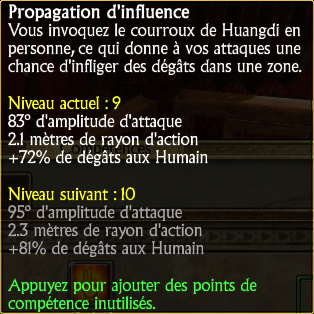 Propagation d'influence
Vous invoquez le courroux de Huangdi en
personne, ce qui donne à vos attaques une
chance d'infliger des dégâts dans une zone.
Niveau actuel : 9
83° d'amplitude d'attaque
2.1 mètres de rayon d'action
+72% de dégâts aux Humain
Niveau suivant : 10
95° d'amplitude d'attaque
2.3 mètres de rayon d'action
+81% de dégâts aux Humain
Appuyez pour ajouter des points de
compétence inutilisés.